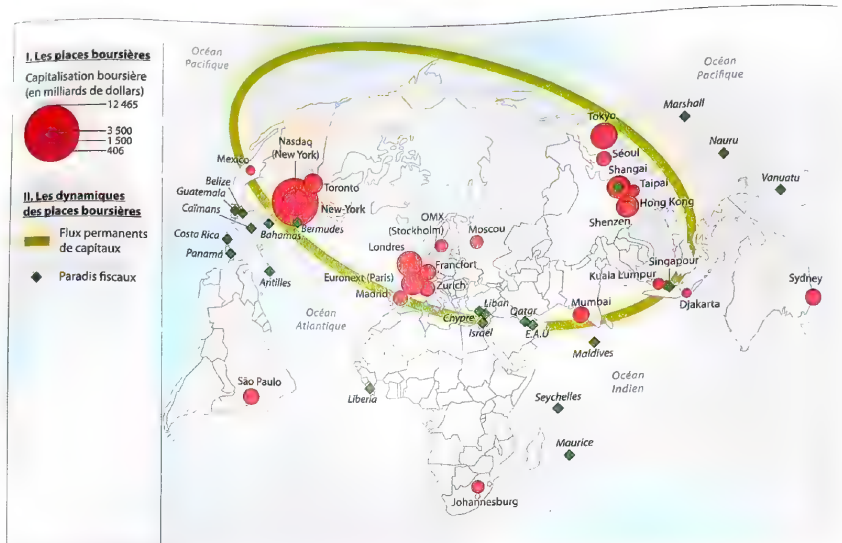 I. Les places boursières
Capitalisation boursière
(en milliards de dollars)
12 465
3 500
1 500
406
II. Les dynamiques
des places boursières
Flux permanents
de capitaux
Paradis fiscaux
Océan
Pacifique
Océan
Pacifique
Marshall
Tokyo
Nauru
Séoul
Nasdaq
(New York)
Mexico
Toronto
Shangai
Taipai
Vanuatu
Belize
Guatemala
Caïmans
New-York
Hong Kong
Shenzen
OMX
(Stockholm)
Moscou
Bahamas
Bermudes
Costa Rica
Londres
Panamá
Francfort
Singapour
Kuala Lumpur
Antilles
Euronext (Paris)
Zurich
Sydney
Madrid
Djakarta
Océan
Atlantique
Chypre
Liban
Israel
Qatar
E.A.U
Mumbai
Maldives
Océan
Indien
São Paulo
Liberia
Seychelles
Maurice
Johannesburg